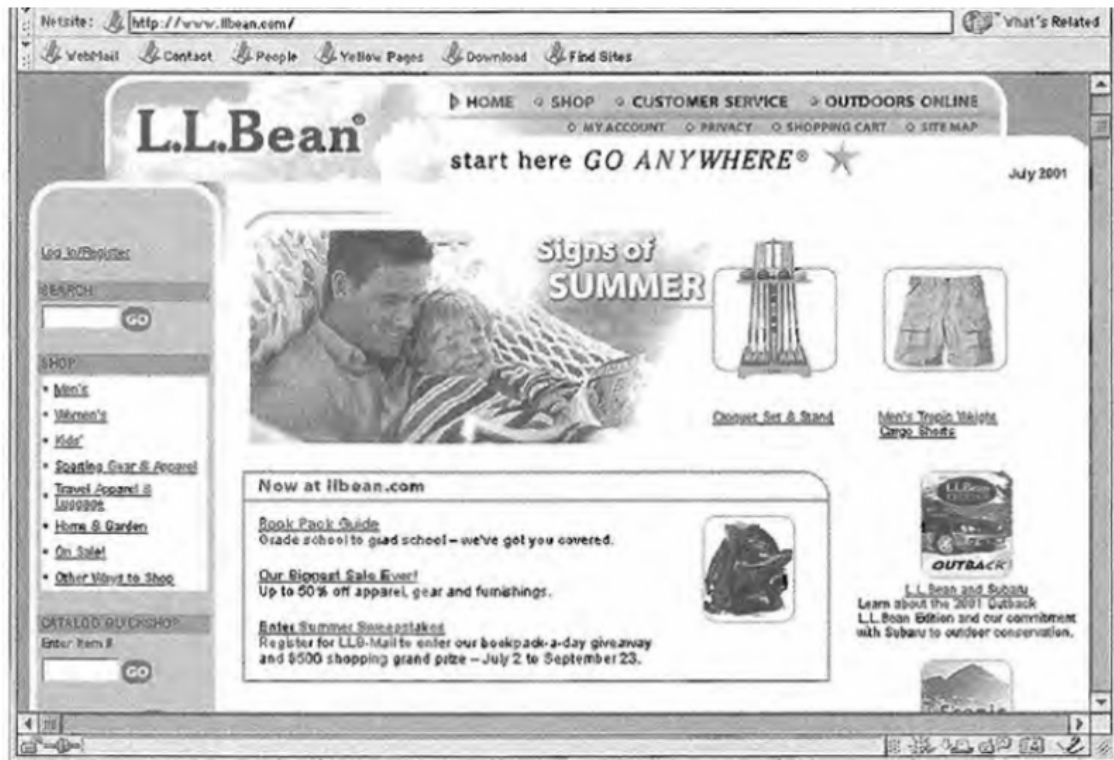 Netsite: http://www.llbean.com/ What's Related
WebMail Contact People Yellow Pages Download Find Sites
HOME SHOP CUSTOMER SERVICE OUTDOORS ONLINE
MY ACCOUNT PRIVACY SHOPPING CART SITE MAP
L.L.Bean®
start here GO ANYWHERE®
July 2001
Log In/Register
SEARCH
GO
SHOP
• Men's
• Women's
• Kids'
• Sporting Gear & Apparel
• Travel Apparel &
Luggage
• Home & Garden
• On Sale!
• Other Ways to Shop
CATALOG QUICKSHOP
Enter Item #
GO
Signs of
SUMMER
Croquet Set & Stand
Men's Tropic Weight
Cargo Shorts
Now at llbean.com
Book Pack Guide
Grade school to grad school – we've got you covered.
Our Biggest Sale Ever!
Up to 50% off apparel, gear and furnishings.
Enter Summer Sweepstakes
Register for LLB-Mail to enter our bookpack-a-day giveaway
and $500 shopping grand prize – July 2 to September 23.
L.L.Bean
OUTBACK
L.L.Bean and Subaru
Learn about the 2001 Outback
L.L.Bean Edition and our commitment
with Subaru to outdoor conservation.
Scenic